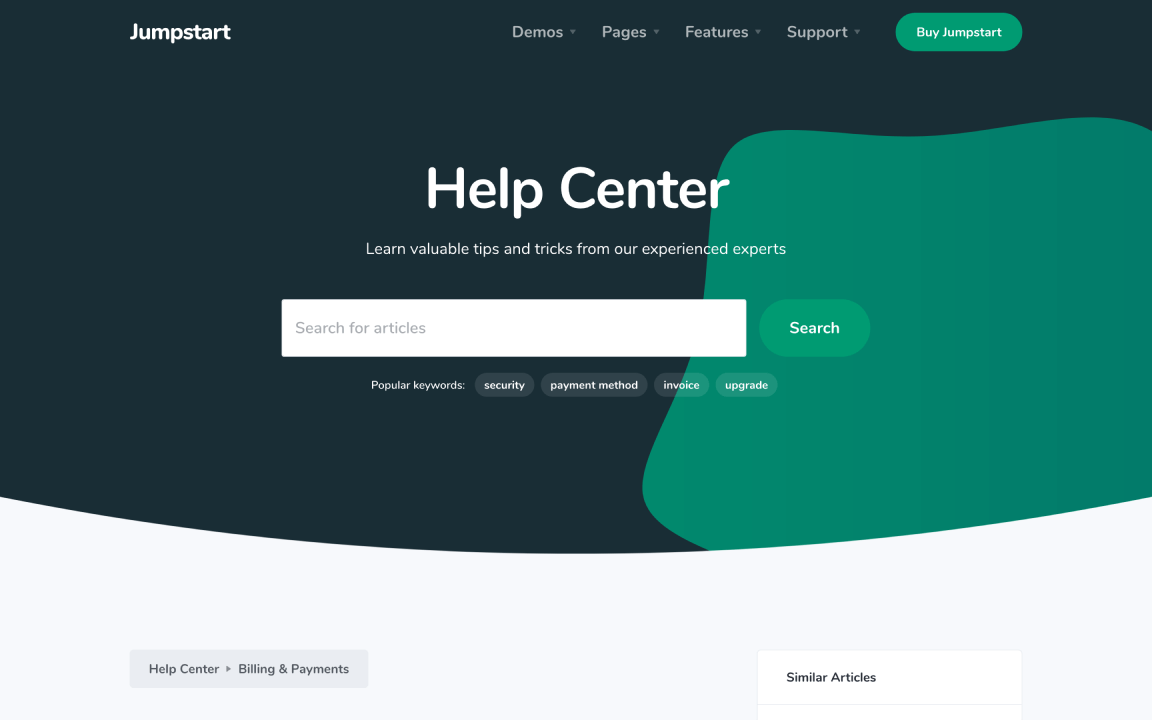 Jumpstart
Demos
Pages
Features
Support
Buy Jumpstart
Help Center
Learn valuable tips and tricks from our experienced experts
Search for articles
Search
Popular keywords: security payment method invoice upgrade
Help Center Billing & Payments
Similar Articles